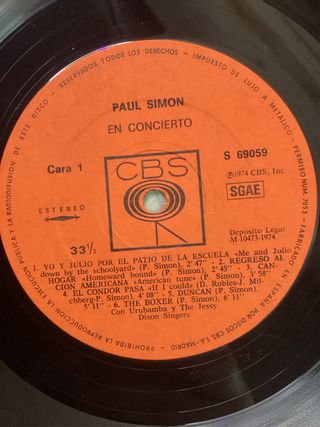 RESERVADOS TODOS LOS DERECHOS - IMPUESTO DE LUJO A METALICO - PERMISO NUM. 7093 - FABRICADO EN ESPAÑA POR DISCOS CBS, S.A.-MADRID - PROHIBIDA LA REPRODUCCION LA EJECUCION PUBLICA Y LA RADIODIFUSION DE ESTE DISCO -
PAUL SIMON
EN CONCIERTO
Cara 1
CBS
S 69059
℗1974 CBS, Inc
SGAE
ESTEREO
33⅓
Depósito Legal
M-10473-1974
1. YO Y JULIO POR EL PATIO DE LA ESCUELA «Me and Julio
down by the schoolyard» (P. Simon), 2' 47" - 2. REGRESO AL
HOGAR «Homeward bound» (P. Simon), 2' 45" - 3. CAN-
CION AMERICANA «American tune» (P. Simon), 3' 58"
4. EL CONDOR PASA «If I could» (D. Robles-J. Mil-
chberg-P. Simon), 4' 08" - 5. DUNCAN (P. Simon),
5' 11" - 6. THE BOXER (P. Simon), 6' 11"
Con Urubamba y The Jessy
Dixon Singers